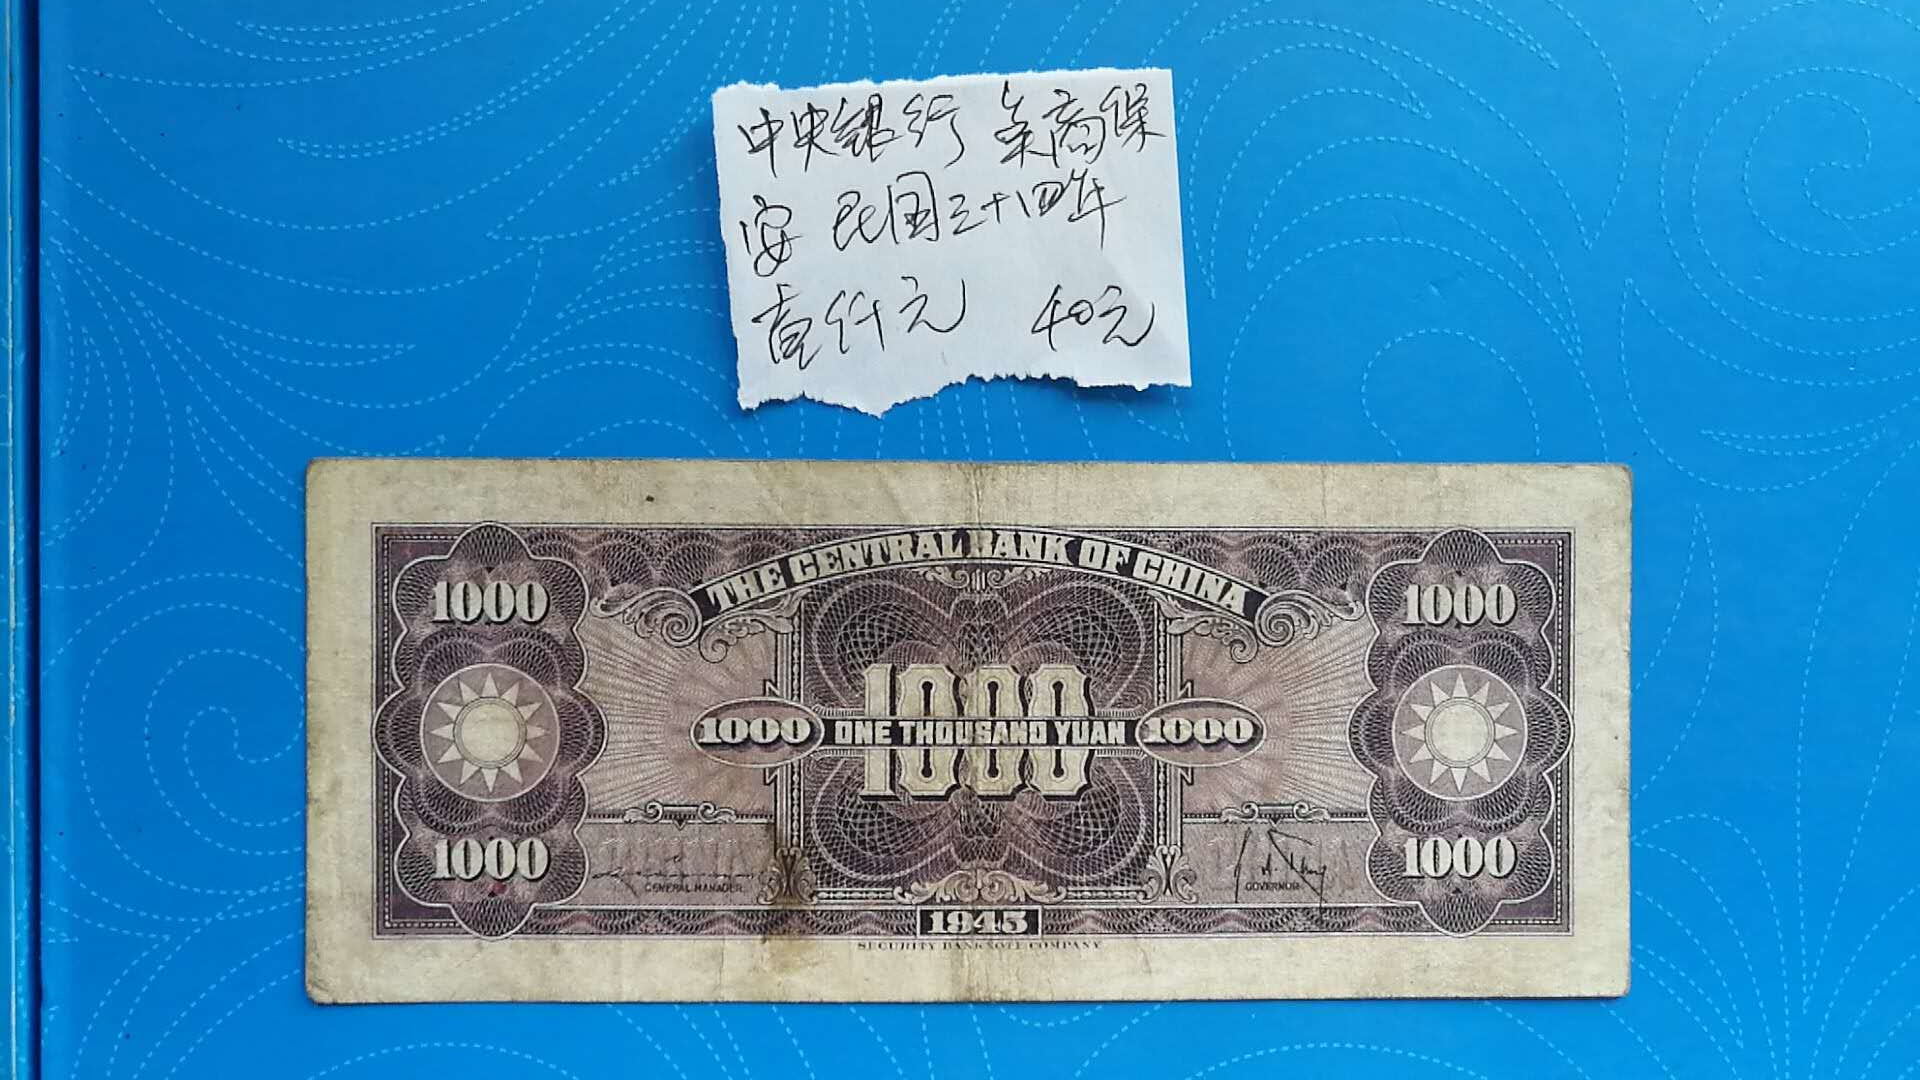 中央银行 美商保
安 民国三十四年
壹仟元 40元
THE CENTRAL BANK OF CHINA
1000 1000
1000
1000 ONE THOUSAND YUAN 1000
1000 1000
GENERAL MANAGER GOVERNOR
1945
SECURITY BANKNOTE COMPANY